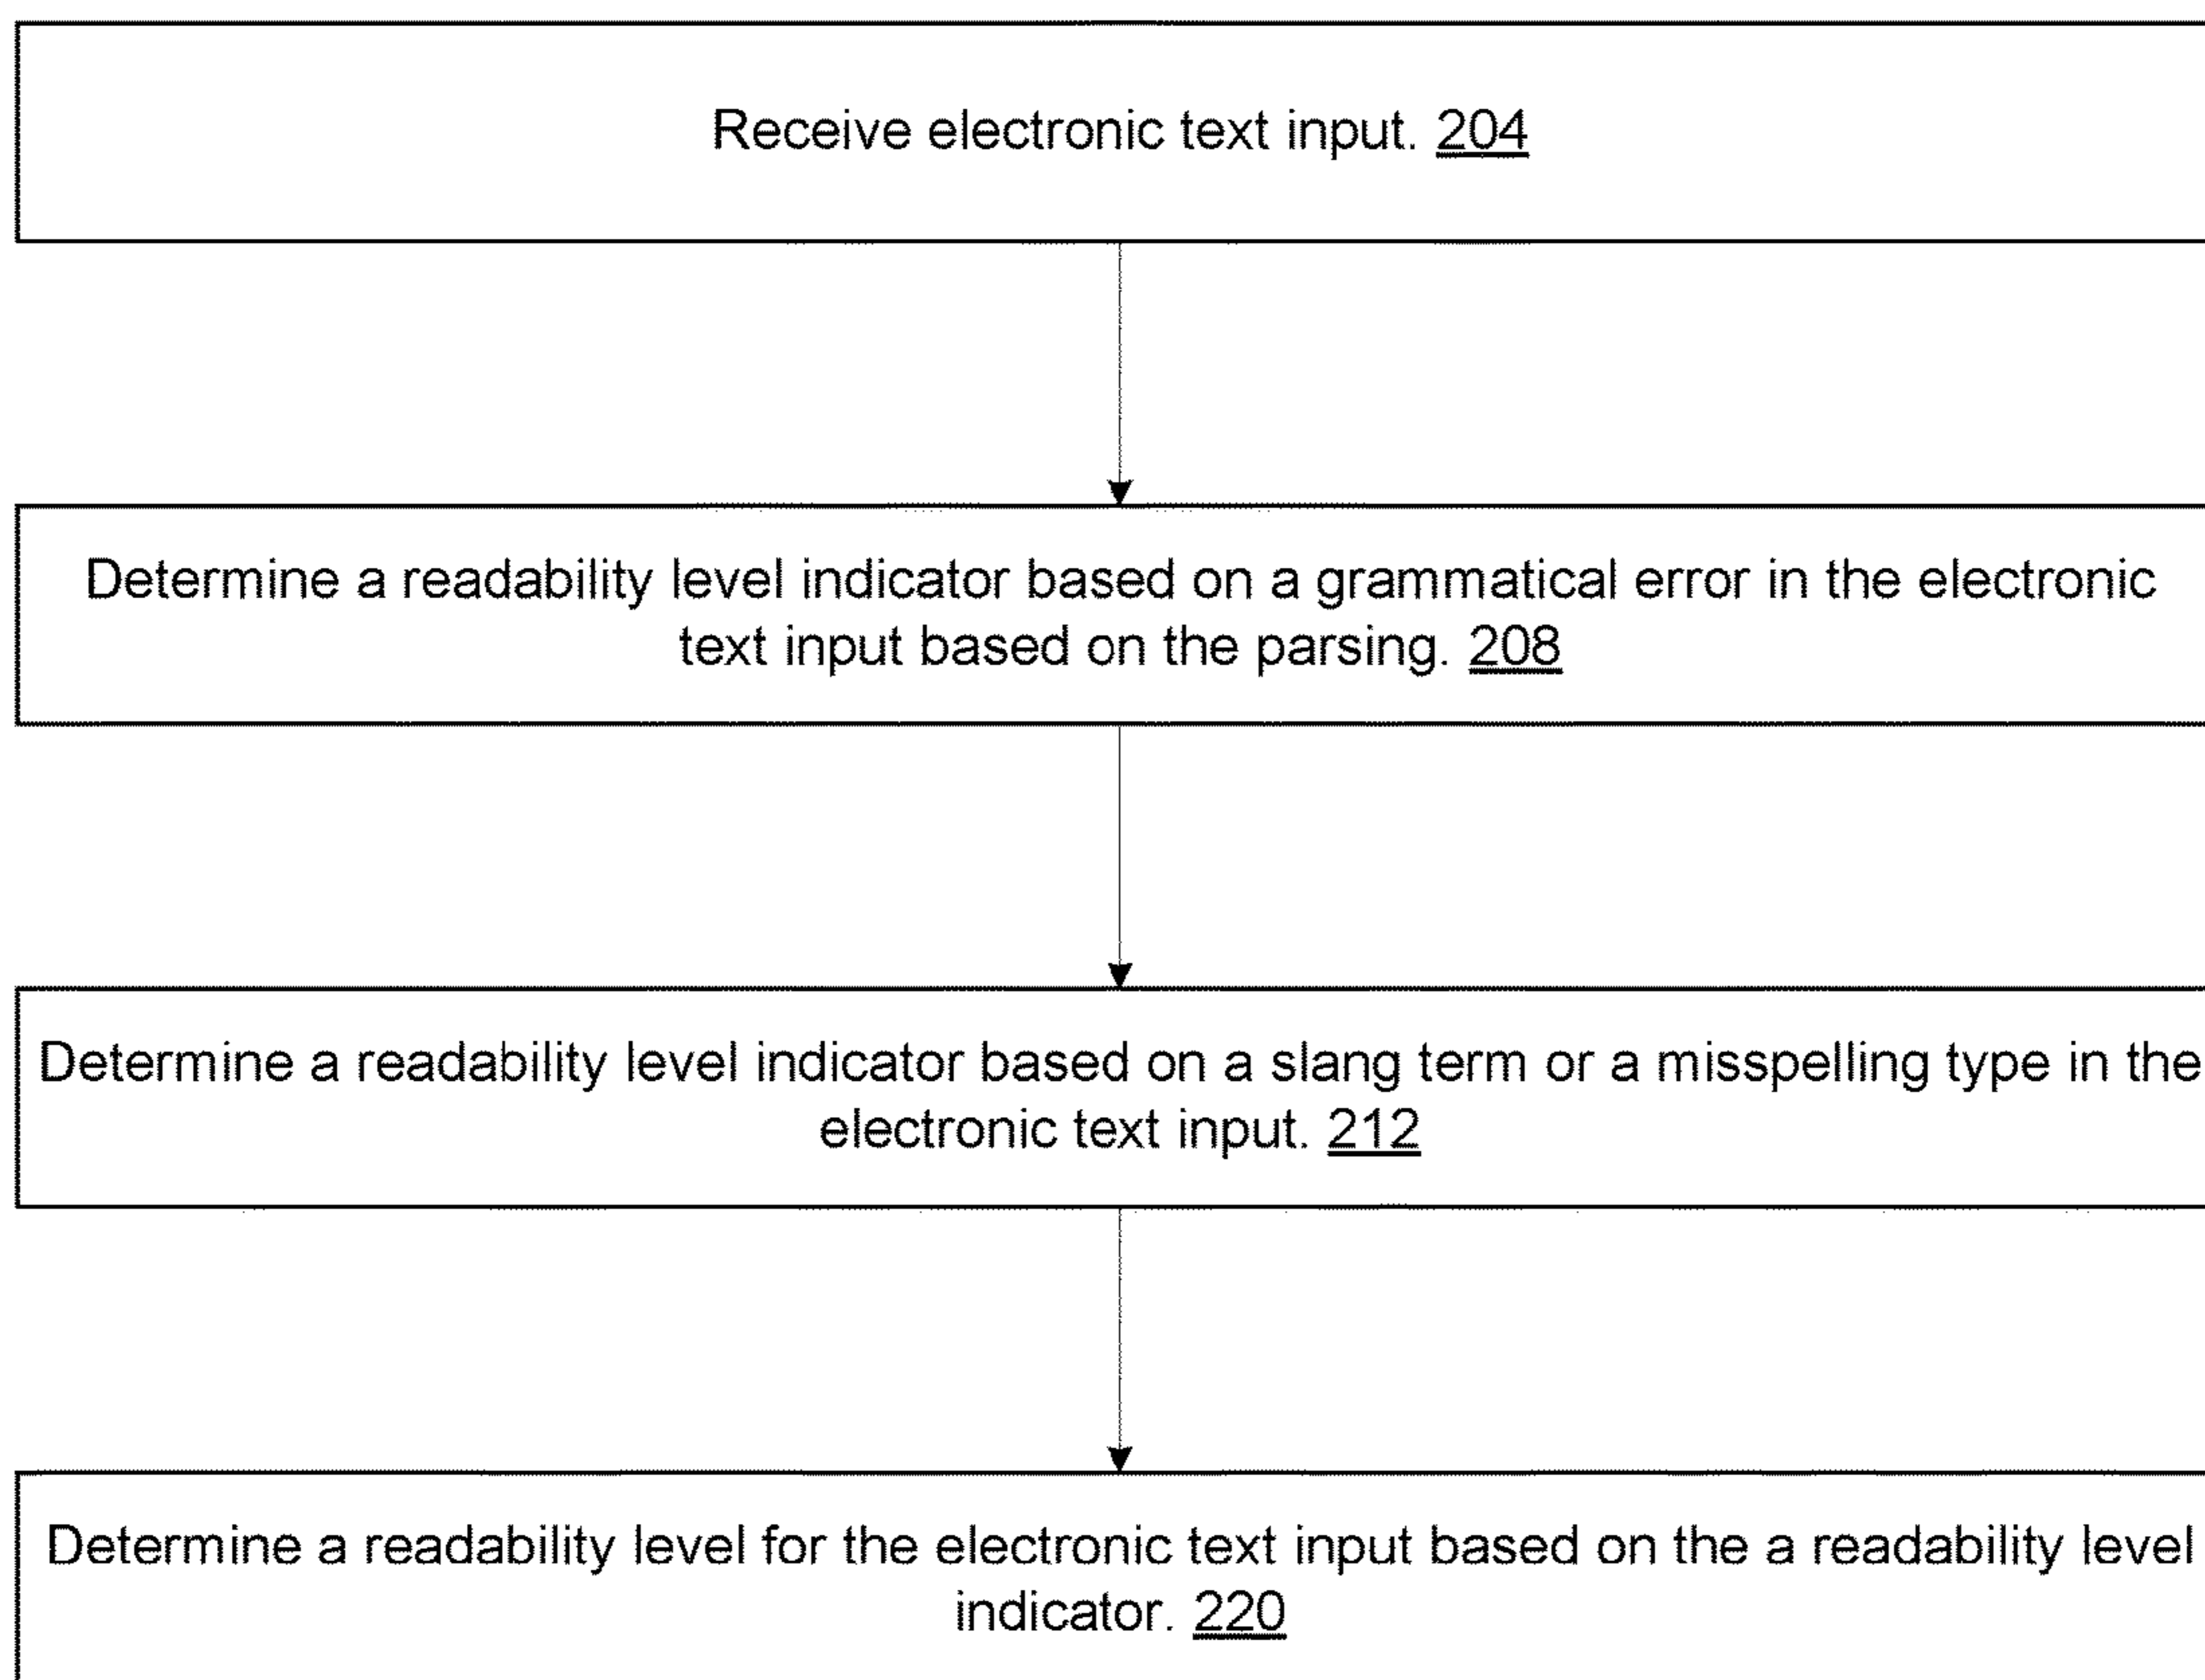 Receive electronic text input. 204
Determine a readability level indicator based on a grammatical error in the electronic
text input based on the parsing. 208
Determine a readability level indicator based on a slang term or a misspelling type in the
electronic text input. 212
Determine a readability level for the electronic text input based on the a readability level
indicator. 220